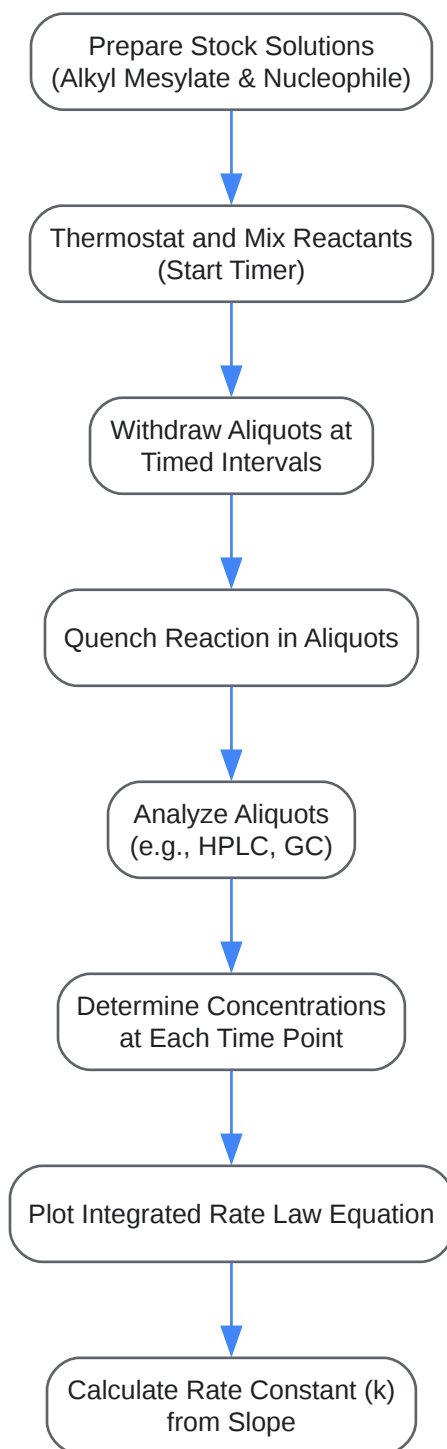 Prepare Stock Solutions
(Alkyl Mesylate & Nucleophile)
Thermostat and Mix Reactants
(Start Timer)
Withdraw Aliquots at
Timed Intervals
Quench Reaction in Aliquots
Analyze Aliquots
(e.g., HPLC, GC)
Determine Concentrations
at Each Time Point
Plot Integrated Rate Law Equation
Calculate Rate Constant (k)
from Slope